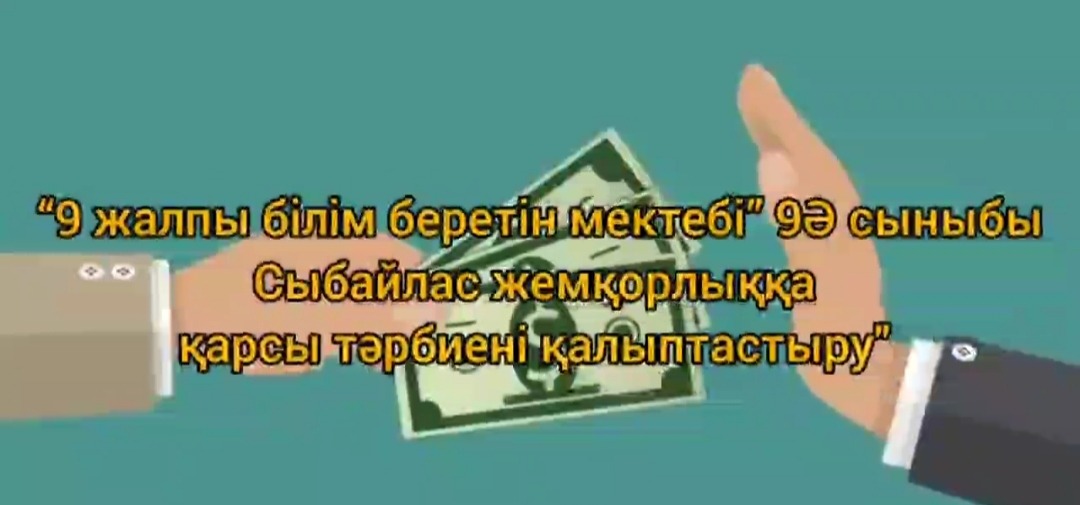 “9 жалпы білім беретін мектебі” 9Ә сыныбы
Сыбайлас жемқорлыққа
қарсы тәрбиені қалыптастыру”